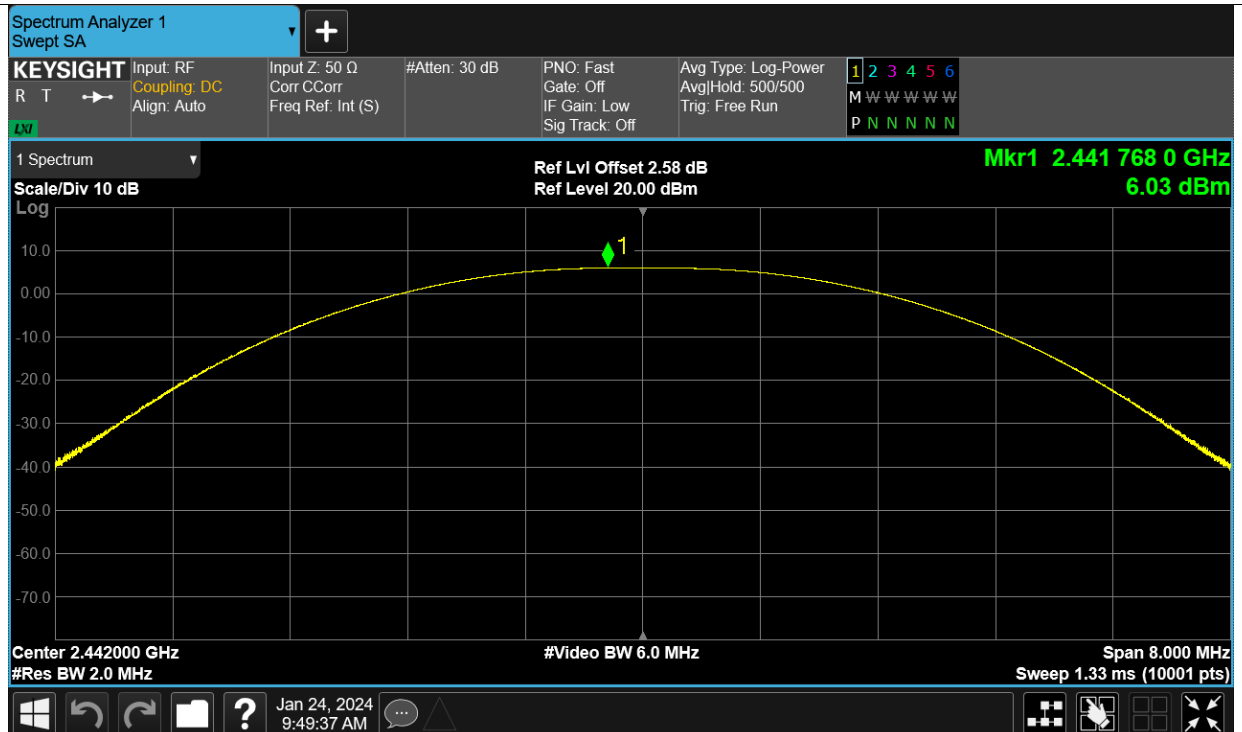 Spectrum Analyzer 1
Swept SA
+
KEYSIGHT
R T
LXI
Input: RF
Coupling: DC
Align: Auto
Input Z: 50 Ω
Corr CCorr
Freq Ref: Int (S)
#Atten: 30 dB
PNO: Fast
Gate: Off
IF Gain: Low
Sig Track: Off
Avg Type: Log-Power
Avg|Hold: 500/500
Trig: Free Run
1 2 3 4 5 6
M W W W W W
P N N N N N
1 Spectrum
Scale/Div 10 dB
Log
Ref Lvl Offset 2.58 dB
Ref Level 20.00 dBm
Mkr1 2.441 768 0 GHz
6.03 dBm
1
10.0
0.00
-10.0
-20.0
-30.0
-40.0
-50.0
-60.0
-70.0
Center 2.442000 GHz
#Res BW 2.0 MHz
#Video BW 6.0 MHz
Span 8.000 MHz
Sweep 1.33 ms (10001 pts)
?
Jan 24, 2024
9:49:37 AM